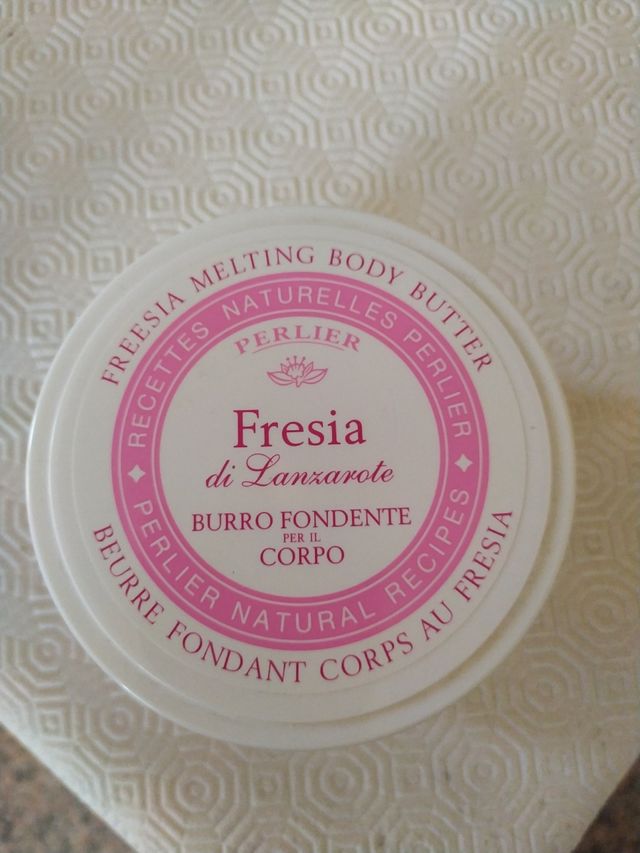 FREESIA MELTING BODY BUTTER
RECETTES NATURELLES PERLIER
PERLIER
Fresia
di Lanzarote
BURRO FONDENTE
PER IL
CORPO
PERLIER NATURAL RECIPES
BEURRE FONDANT CORPS AU FRESIA